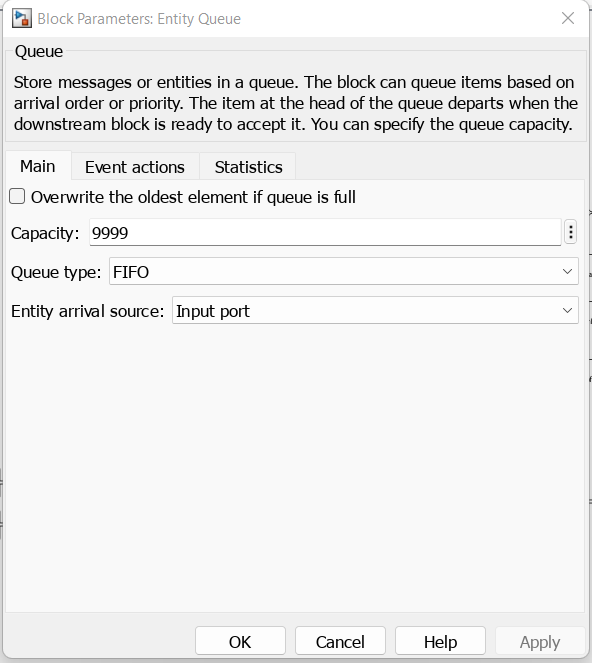 Block Parameters: Entity Queue
Queue
Store messages or entities in a queue. The block can queue items based on
arrival order or priority. The item at the head of the queue departs when the
downstream block is ready to accept it. You can specify the queue capacity.
Main Event actions Statistics
Overwrite the oldest element if queue is full
Capacity: 9999
Queue type: FIFO
Entity arrival source: Input port
OK Cancel Help Apply